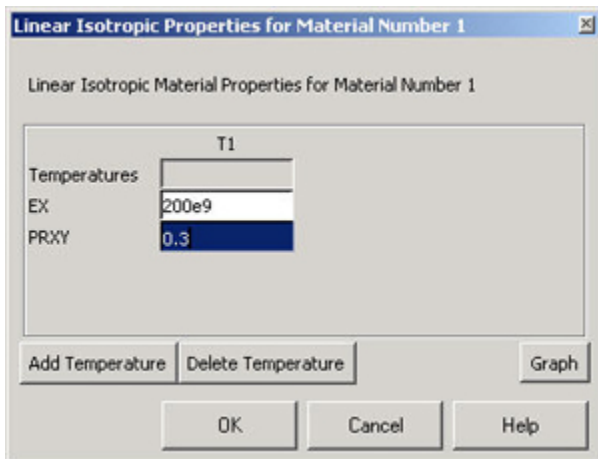 Linear Isotropic Properties for Material Number 1
Linear Isotropic Material Properties for Material Number 1
T1
Temperatures
EX 200e9
PRXY 0.3
Add Temperature Delete Temperature Graph
OK Cancel Help